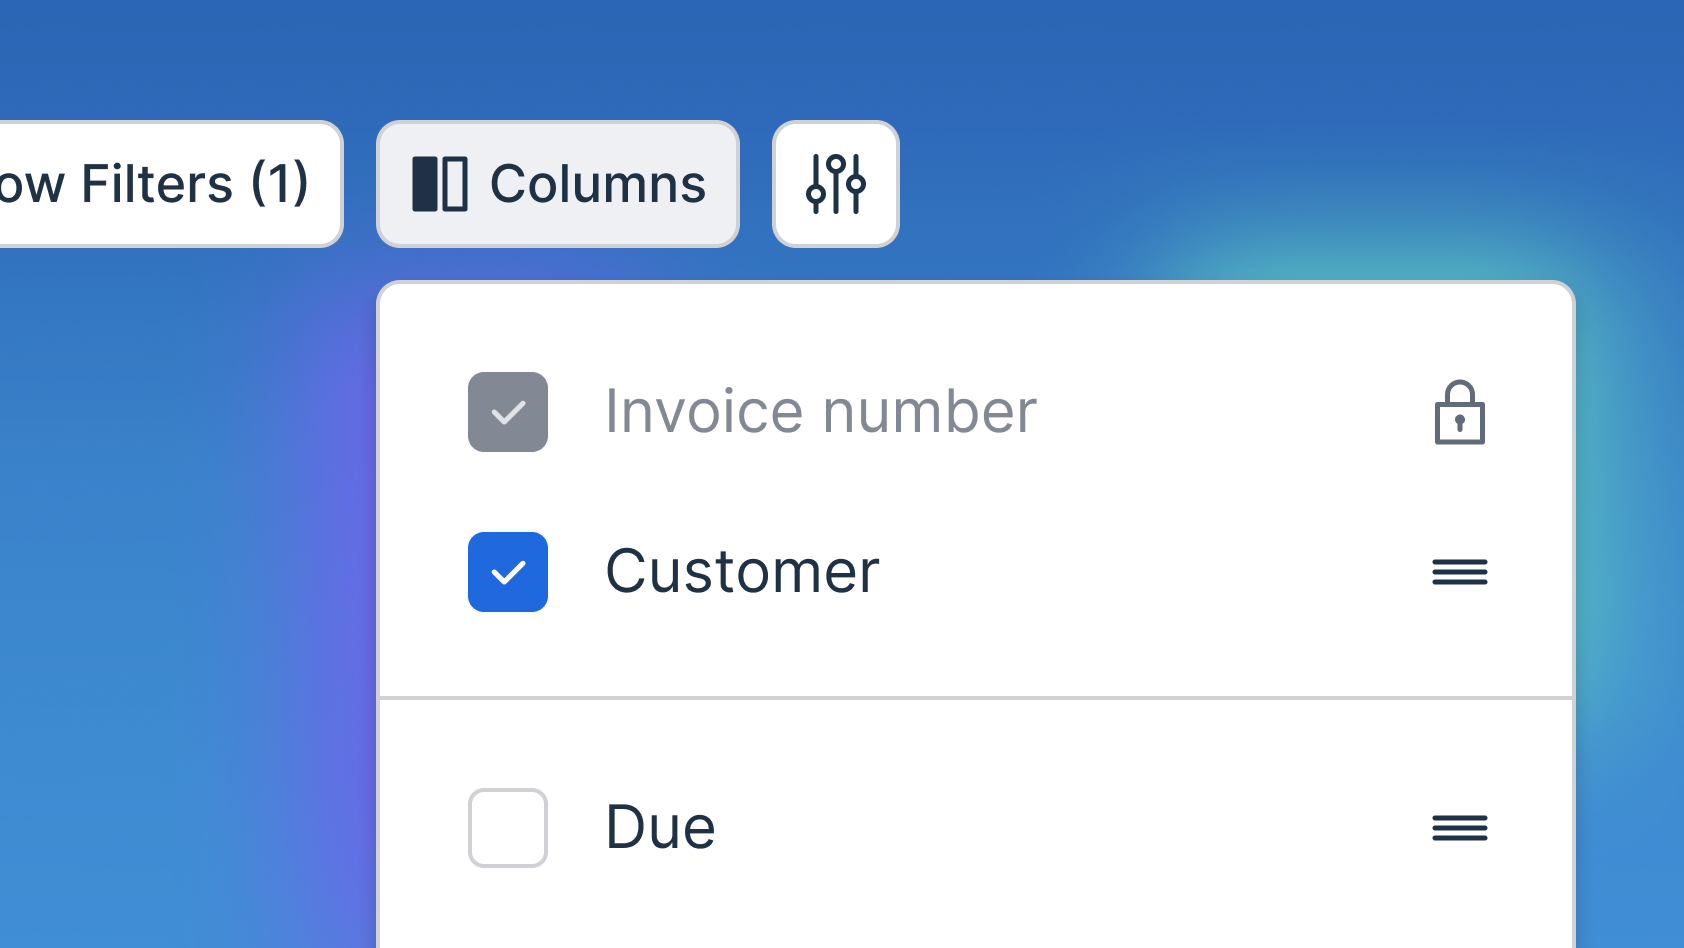 ow Filters (1)
Columns
Invoice number
Customer
Due